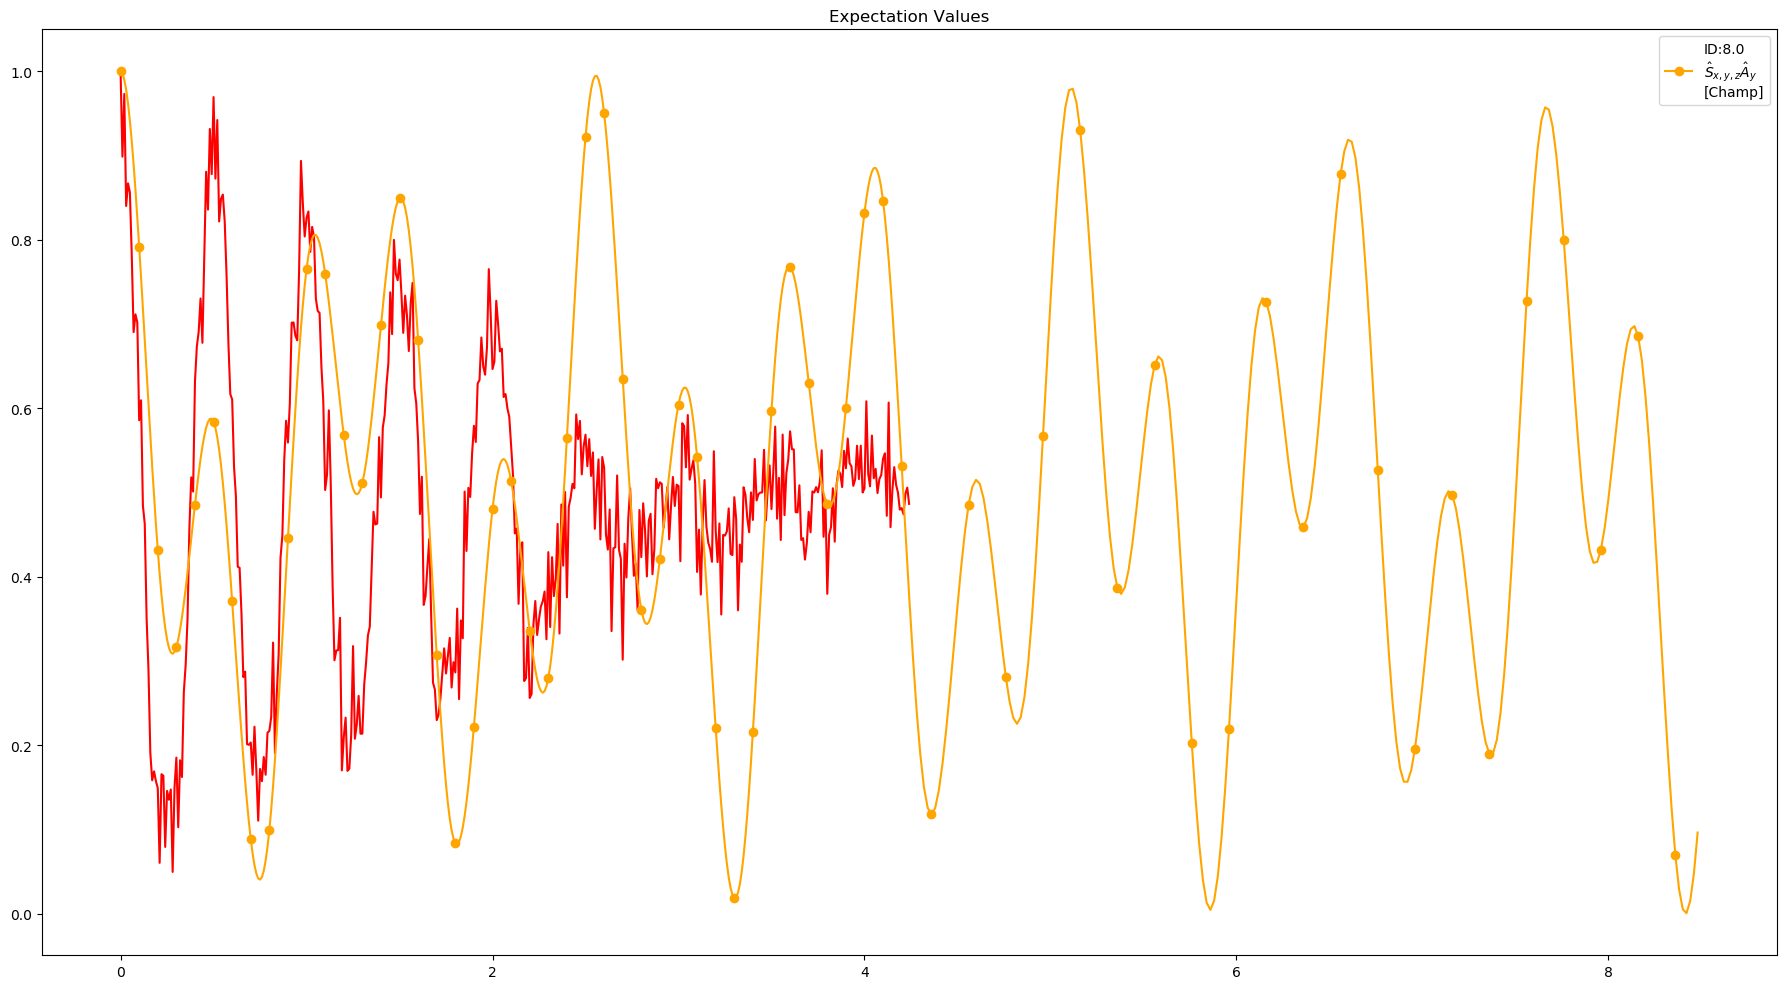 Expectation Values
ID:8.0
$\hat{S}_{x,y,z}\hat{A}_y$
[Champ]
1.0
0.8
0.6
0.4
0.2
0.0
0 2 4 6 8